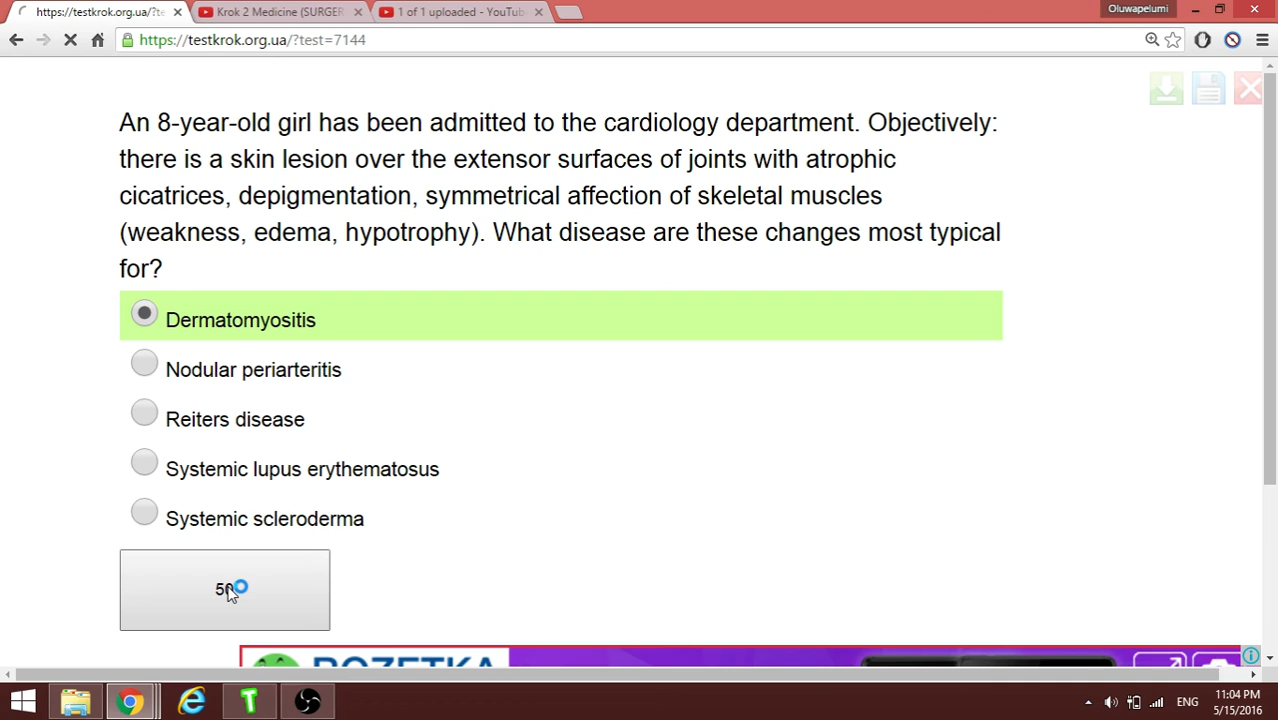 https://testkrok.org.ua/?te
Krok 2 Medicine (SURGER
1 of 1 uploaded - YouTub
Oluwapelumi
https://testkrok.org.ua/?test=7144
An 8-year-old girl has been admitted to the cardiology department. Objectively:
there is a skin lesion over the extensor surfaces of joints with atrophic
cicatrices, depigmentation, symmetrical affection of skeletal muscles
(weakness, edema, hypotrophy). What disease are these changes most typical
for?
Dermatomyositis
Nodular periarteritis
Reiters disease
Systemic lupus erythematosus
Systemic scleroderma
ROZETKA
ENG
11:04 PM
5/15/2016